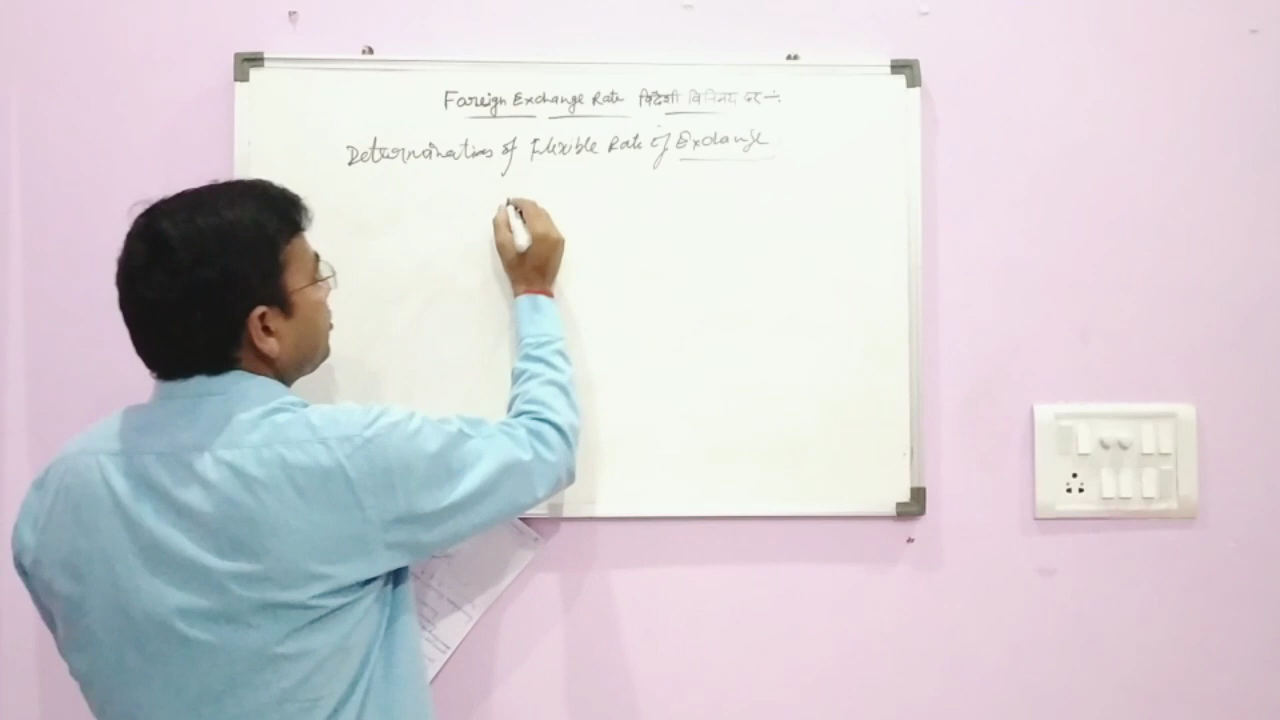 Foreign Exchange Rate विदेशी विनिमय दर ÷.
Determination of Flexible Rate of Exchange